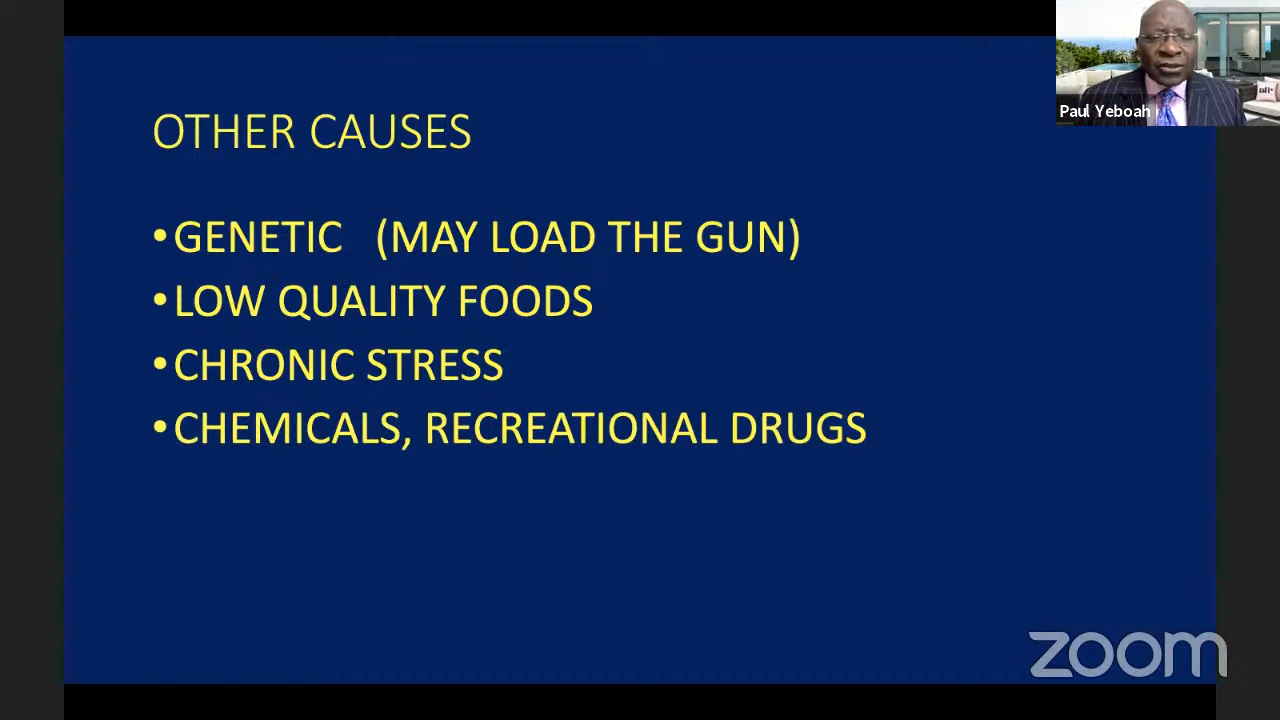 OTHER CAUSES
•GENETIC (MAY LOAD THE GUN)
•LOW QUALITY FOODS
•CHRONIC STRESS
•CHEMICALS, RECREATIONAL DRUGS
Paul Yeboah
zoom